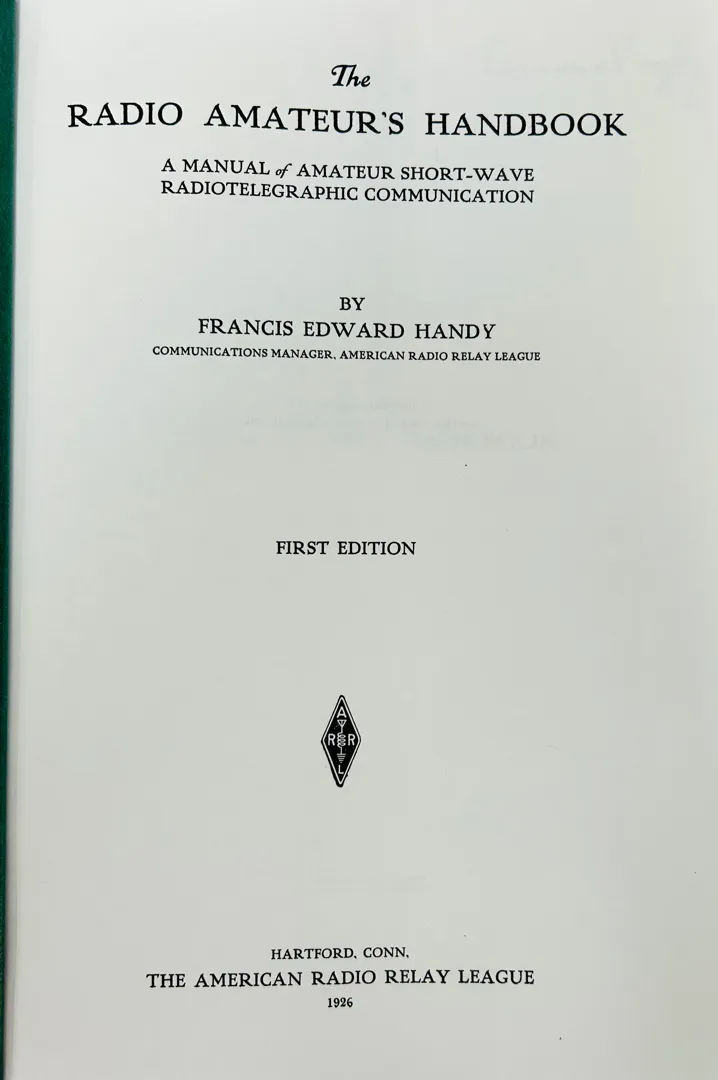 The
RADIO AMATEUR'S HANDBOOK
A MANUAL of AMATEUR SHORT-WAVE
RADIOTELEGRAPHIC COMMUNICATION
BY
FRANCIS EDWARD HANDY
COMMUNICATIONS MANAGER, AMERICAN RADIO RELAY LEAGUE
FIRST EDITION
A
R R
L
HARTFORD, CONN.
THE AMERICAN RADIO RELAY LEAGUE
1926